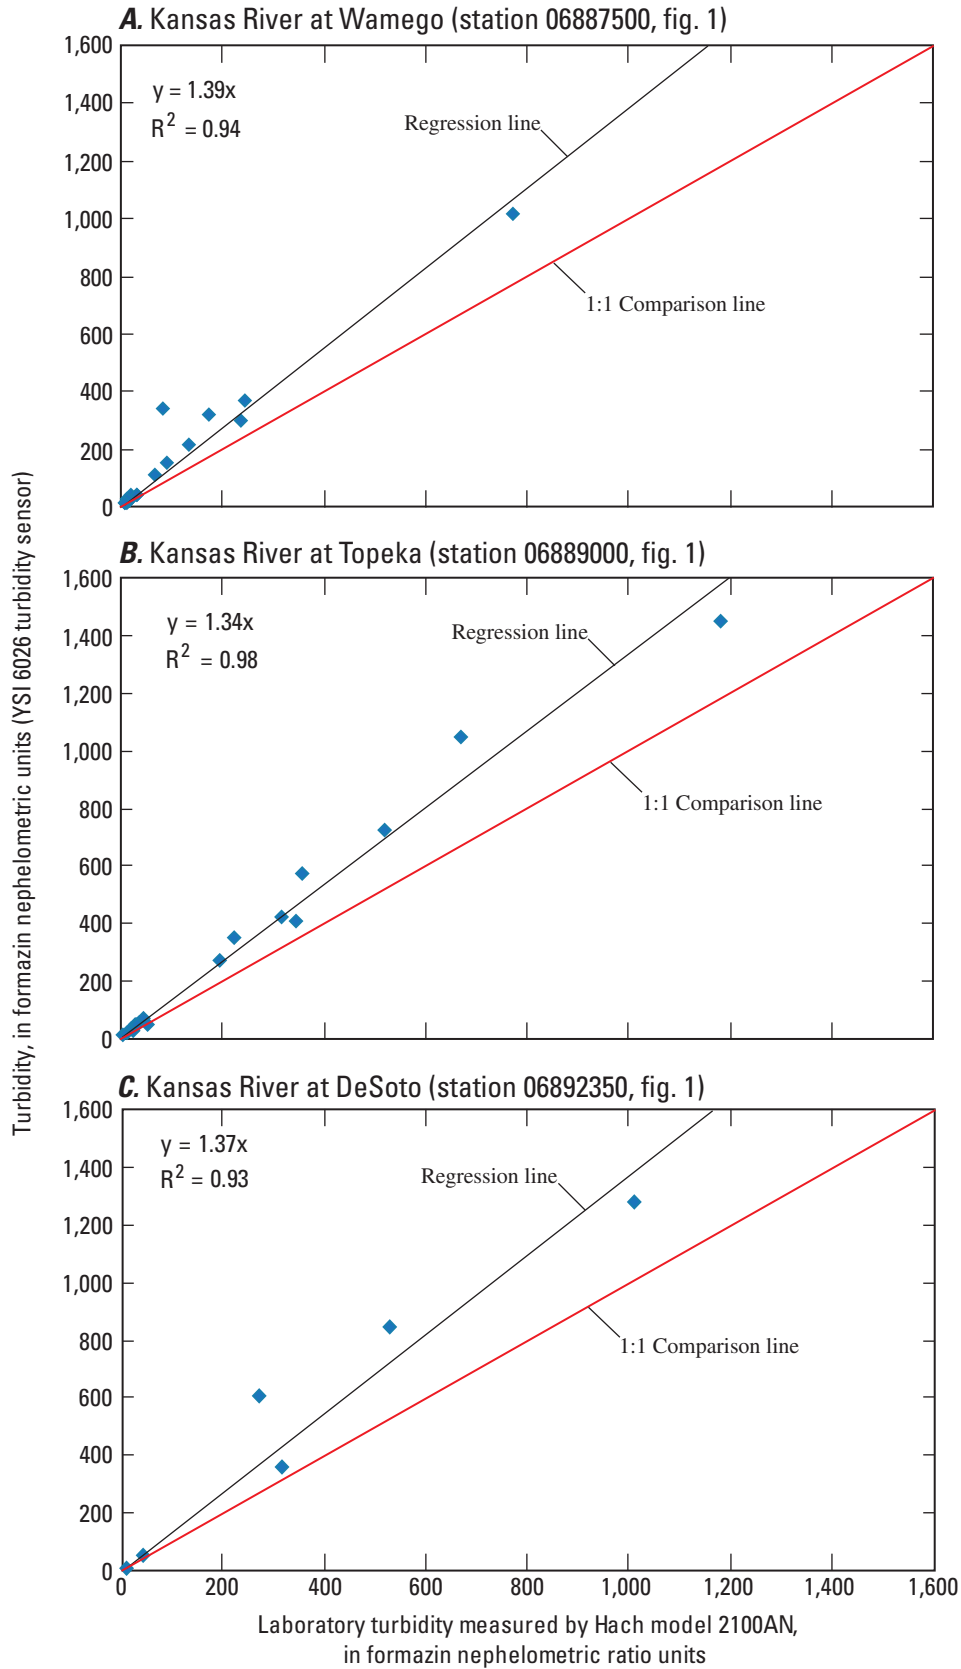 A. Kansas River at Wamego (station 06887500, fig. 1)
1,600
1,400
1,200
1,000
800
600
400
200
0
y = 1.39x
R2 = 0.94
Regression line
1:1 Comparison line
B. Kansas River at Topeka (station 06889000, fig. 1)
1,600
1,400
1,200
1,000
800
600
400
200
0
y = 1.34x
R2 = 0.98
Regression line
1:1 Comparison line
C. Kansas River at DeSoto (station 06892350, fig. 1)
1,600
1,400
1,200
1,000
800
600
400
200
0
y = 1.37x
R2 = 0.93
Regression line
1:1 Comparison line
0 200 400 600 800 1,000 1,200 1,400 1,600
Laboratory turbidity measured by Hach model 2100AN,
in formazin nephelometric ratio units
Turbidity, in formazin nephelometric units (YSI 6026 turbidity sensor)